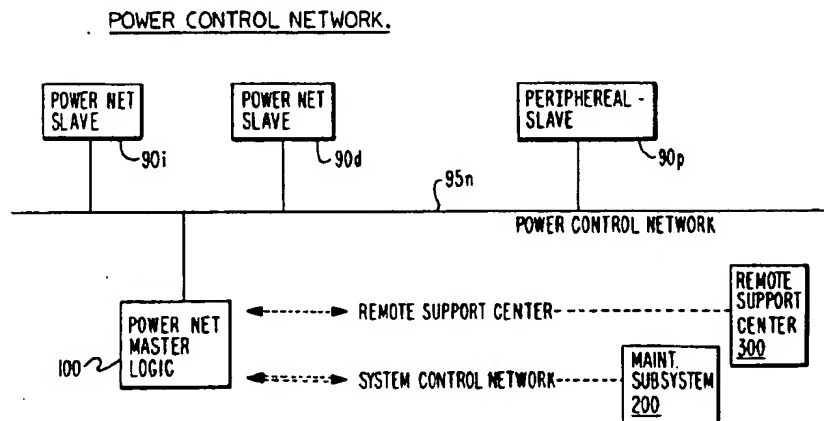 POWER CONTROL NETWORK.
POWER NET
SLAVE
90i
POWER NET
SLAVE
90d
PERIPHEREAL -
SLAVE
90p
95n
POWER CONTROL NETWORK
POWER NET
MASTER
LOGIC
100
REMOTE SUPPORT CENTER
SYSTEM CONTROL NETWORK
REMOTE
SUPPORT
CENTER
300
MAINT.
SUBSYSTEM
200